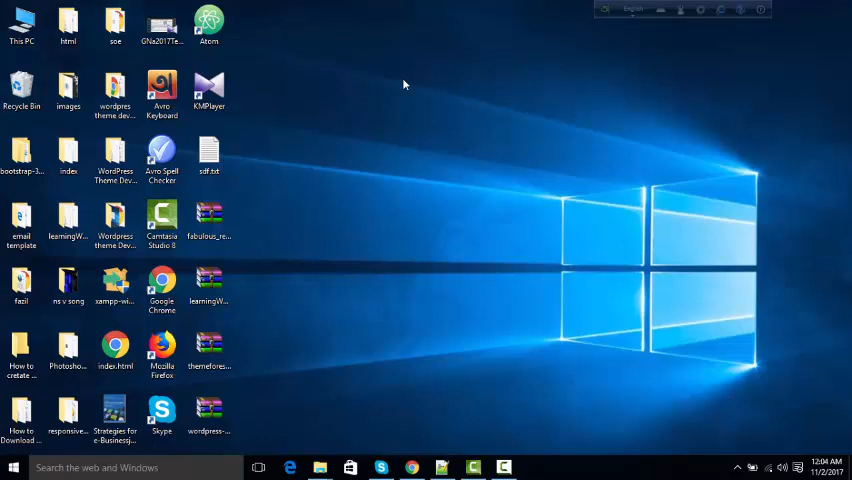 This PC
html
soe
GNa2017Te...
Atom
English
Recycle Bin
images
wordpres
theme dev...
Avro
Keyboard
KMPlayer
bootstrap-3...
index
WordPress
Theme Dev...
Avro Spell
Checker
sdf.txt
email
template
learningW...
Wordpress
theme Dev...
Camtasia
Studio 8
fabulous_re...
fazil
ns v song
xampp-wi...
Google
Chrome
learningW...
How to
cretate ...
Photosho...
index.html
Mozilla
Firefox
themefores...
How to
Download ...
responsive...
Strategies for
e-Businessj...
Skype
wordpress-...
Search the web and Windows
12:04 AM
11/2/2017